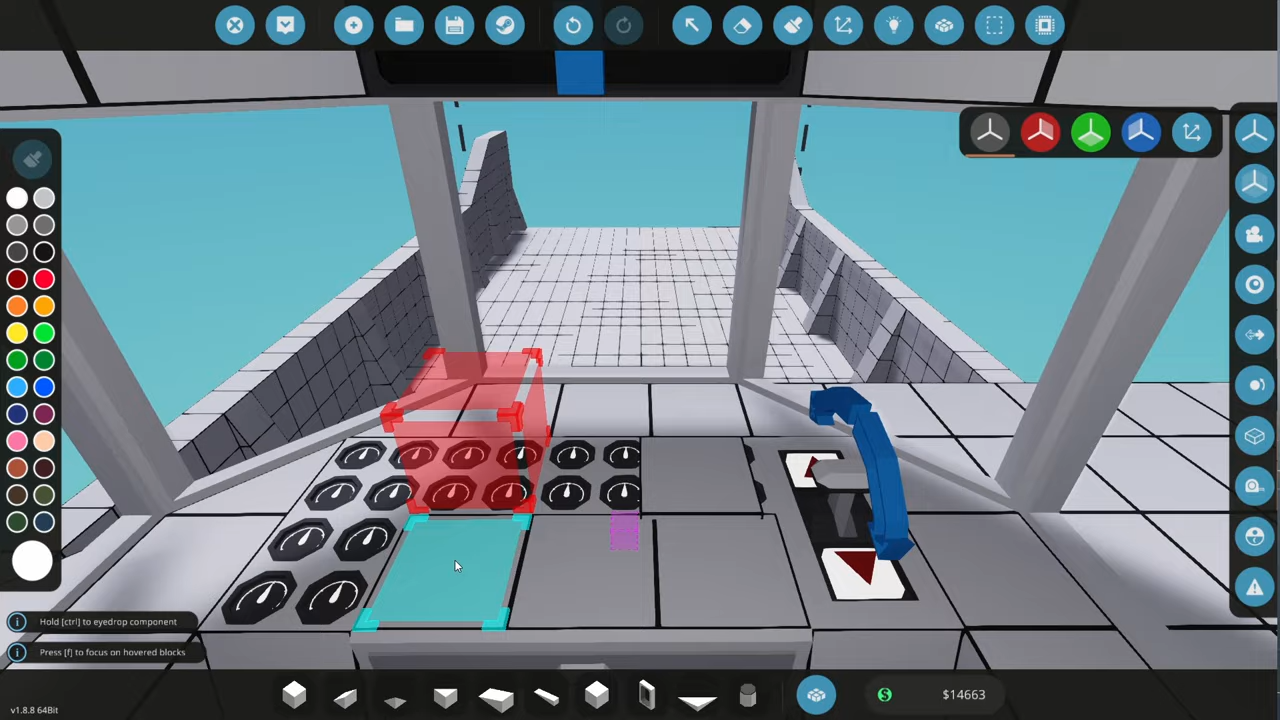 Hold [ctrl] to eyedrop component
Press [f] to focus on hovered blocks
$14663
v1.8.8 64Bit